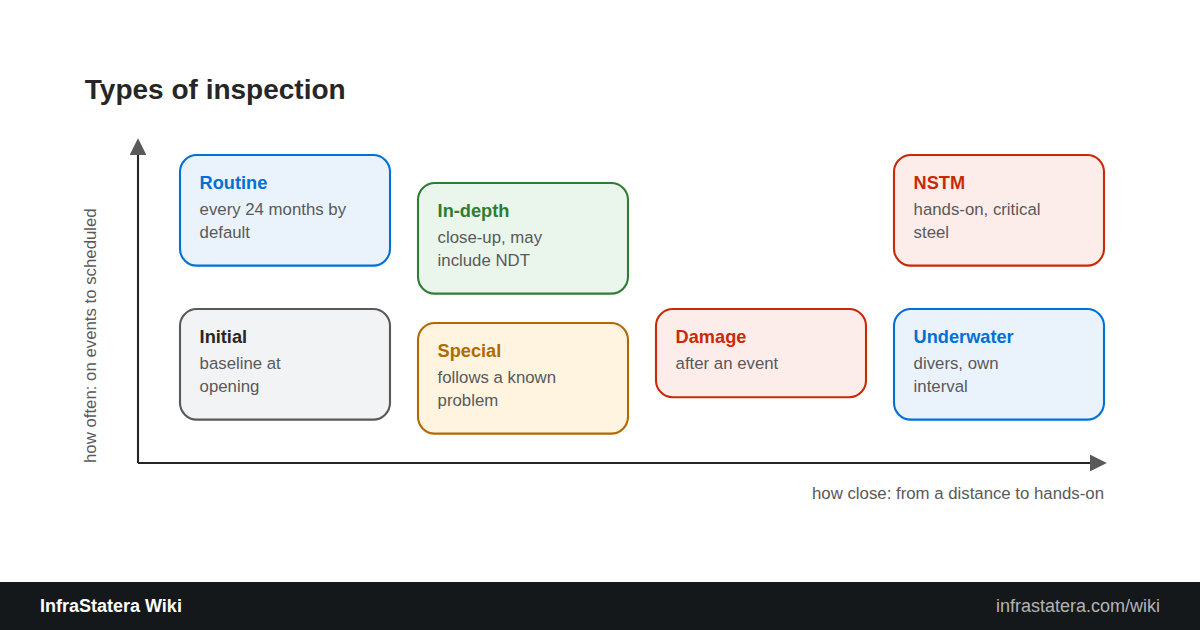 Types of inspection
how often: on events to scheduled
Routine
every 24 months by
default
In-depth
close-up, may
include NDT
NSTM
hands-on, critical
steel
Initial
baseline at
opening
Special
follows a known
problem
Damage
after an event
Underwater
divers, own
interval
how close: from a distance to hands-on
InfraStatera Wiki
infrastatera.com/wiki